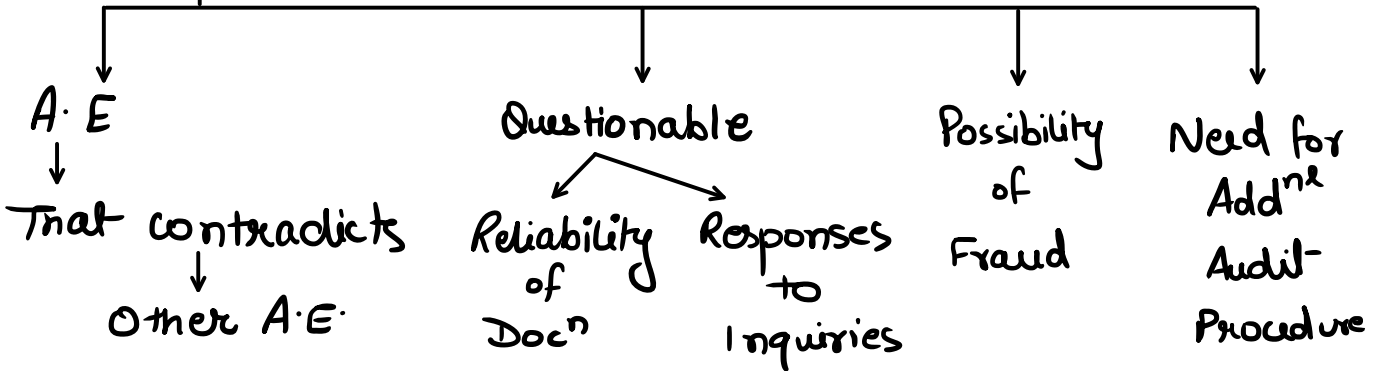 A.E
That contradicts
Other A.E.
Questionable
Reliability
of
Docⁿ
Responses
to
Inquiries
Possibility
of
Fraud
Need for
Addⁿˡ
Audit
Procedure